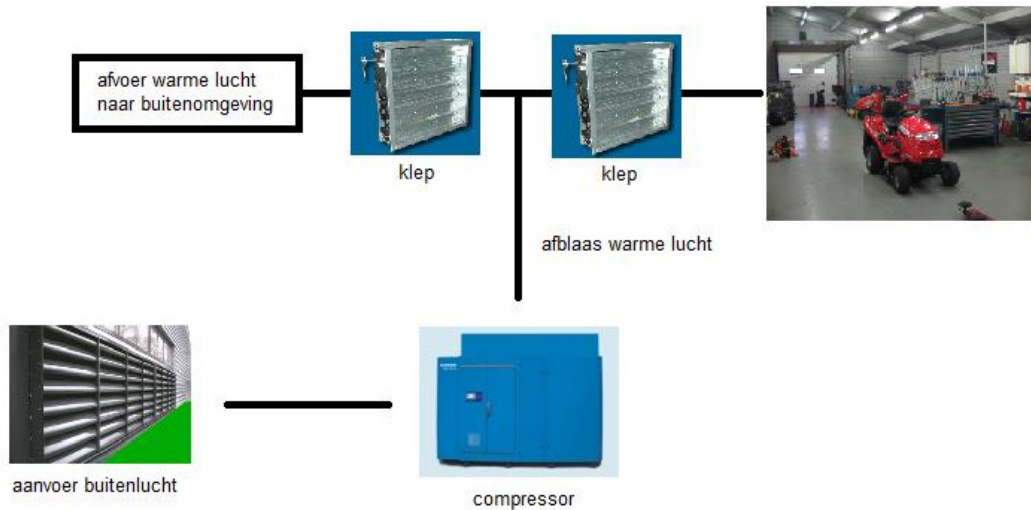 afvoer warme lucht
naar buitenomgeving
klep
klep
afblaas warme lucht
aanvoer buitenlucht
compressor